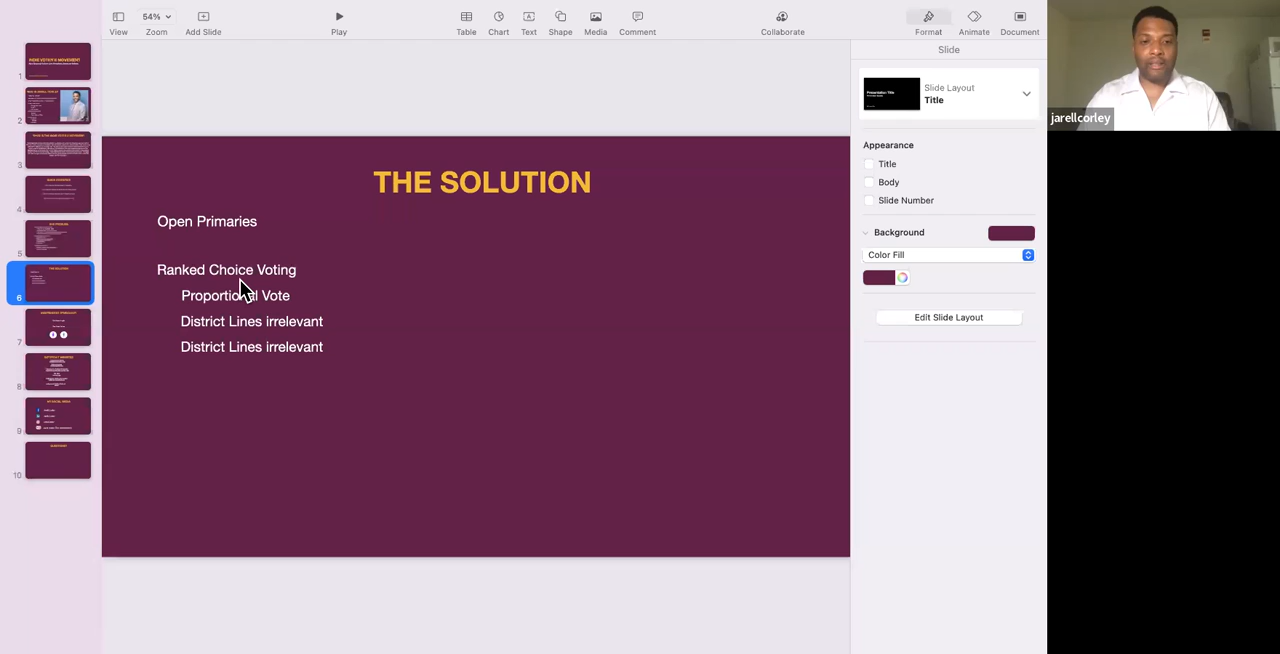 View
54%
Zoom
Add Slide
Play
Table
Chart
Text
Shape
Media
Comment
Collaborate
Format
Animate
Document
Slide
Slide Layout
Title
Appearance
Title
Body
Slide Number
Background
Color Fill
Edit Slide Layout
THE SOLUTION
Open Primaries
Ranked Choice Voting
Proportional Vote
District Lines irrelevant
District Lines irrelevant
1
2
3
4
5
6
7
8
9
10
jarellcorley